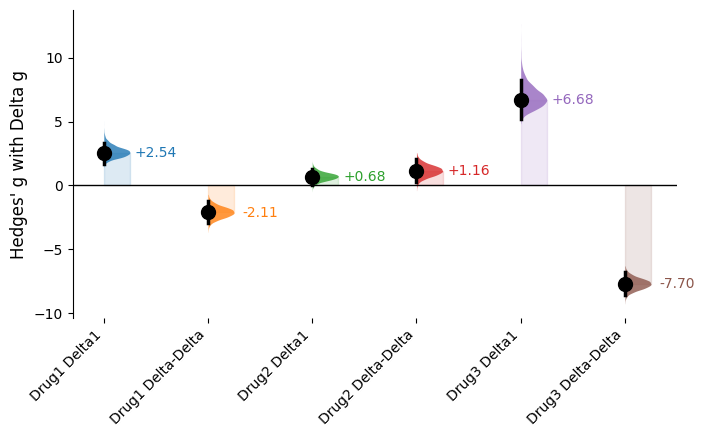 Hedges' g with Delta g
10
5
0
−5
−10
+2.54
-2.11
+0.68
+1.16
+6.68
-7.70
Drug1 Delta1
Drug1 Delta-Delta
Drug2 Delta1
Drug2 Delta-Delta
Drug3 Delta1
Drug3 Delta-Delta